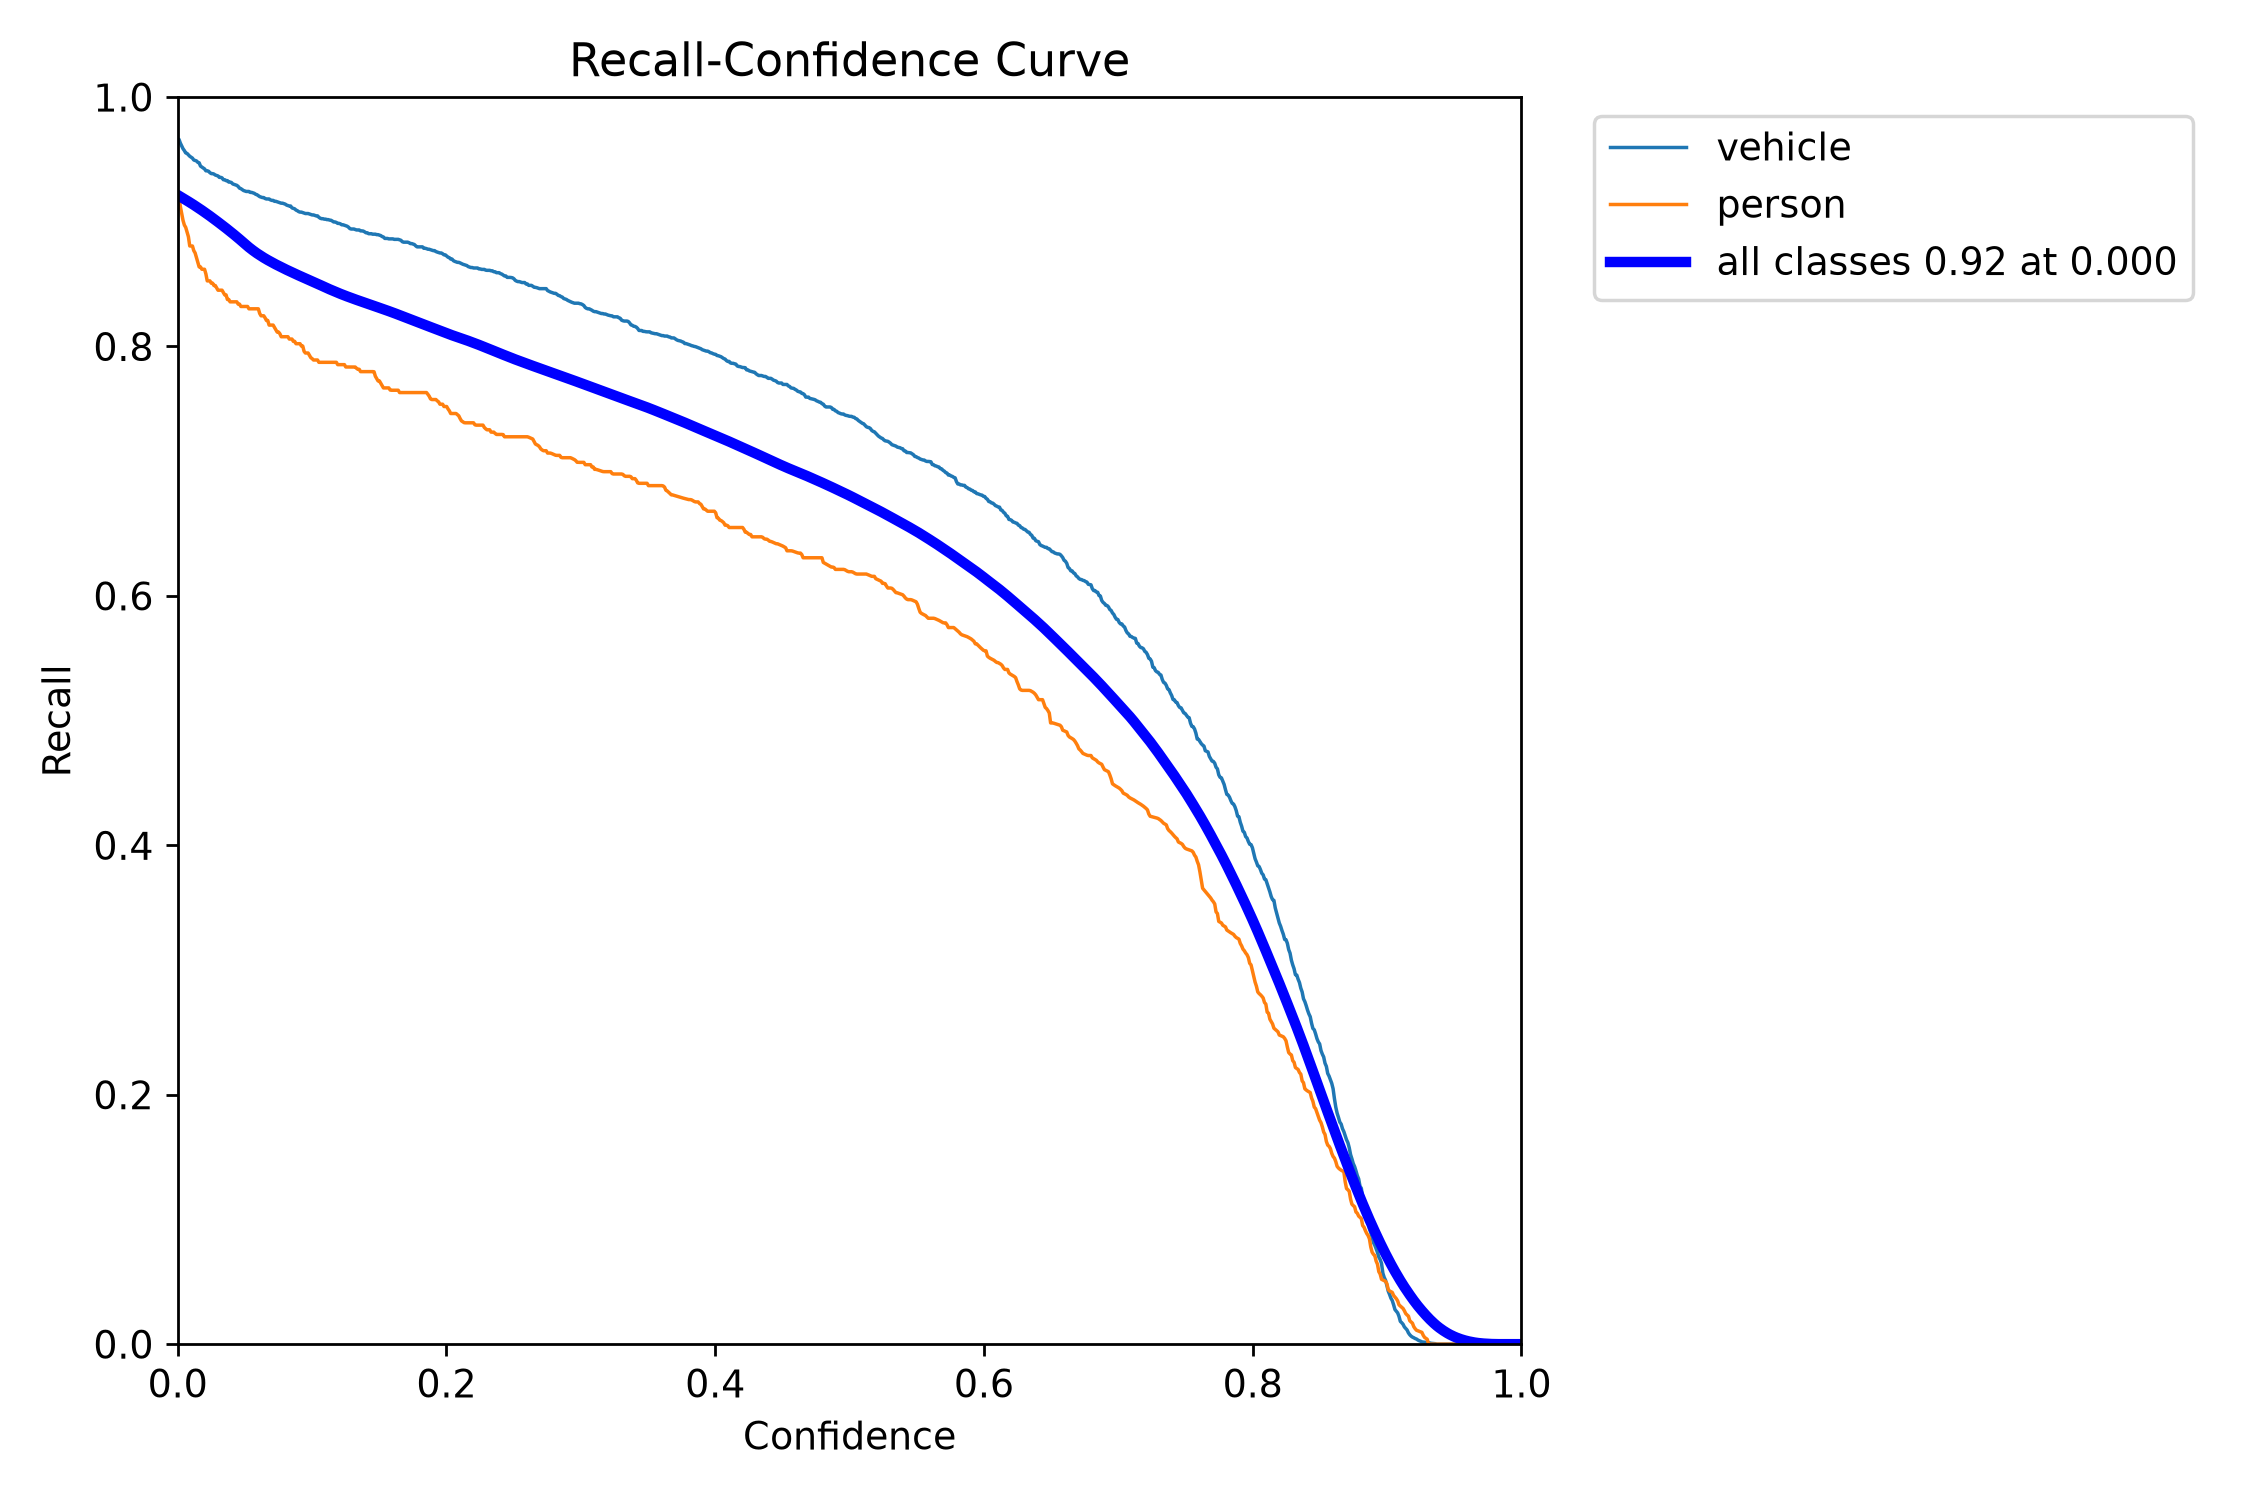 Recall-Confidence Curve
1.0
0.8
0.6
0.4
0.2
0.0
Recall
0.0 0.2 0.4 0.6 0.8 1.0
Confidence
vehicle
person
all classes 0.92 at 0.000